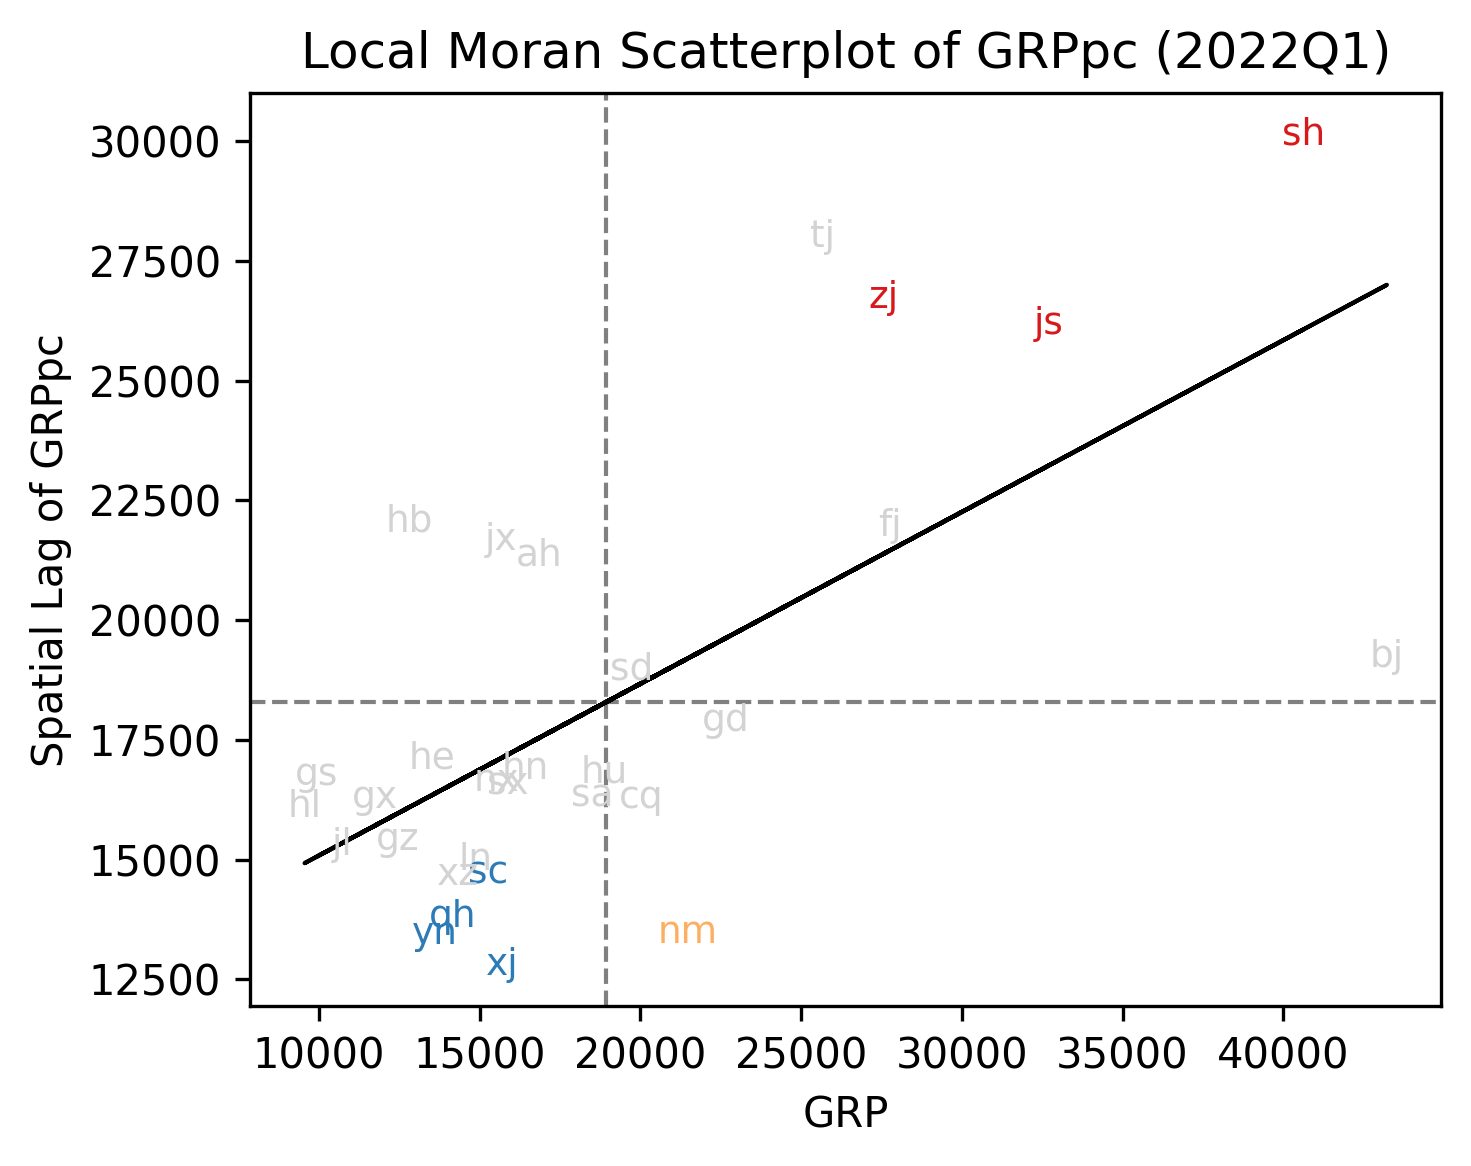 Local Moran Scatterplot of GRPpc (2022Q1)
30000
27500
25000
22500
20000
17500
15000
12500
Spatial Lag of GRPpc
sh
tj
zj
js
hb
jx
ah
fj
sd
bj
gd
gs
he
hn
hu
sx
hl
gx
sa
cq
jl
gz
ln
xz
sc
qh
yn
nm
xj
10000
15000
20000
25000
30000
35000
40000
GRP